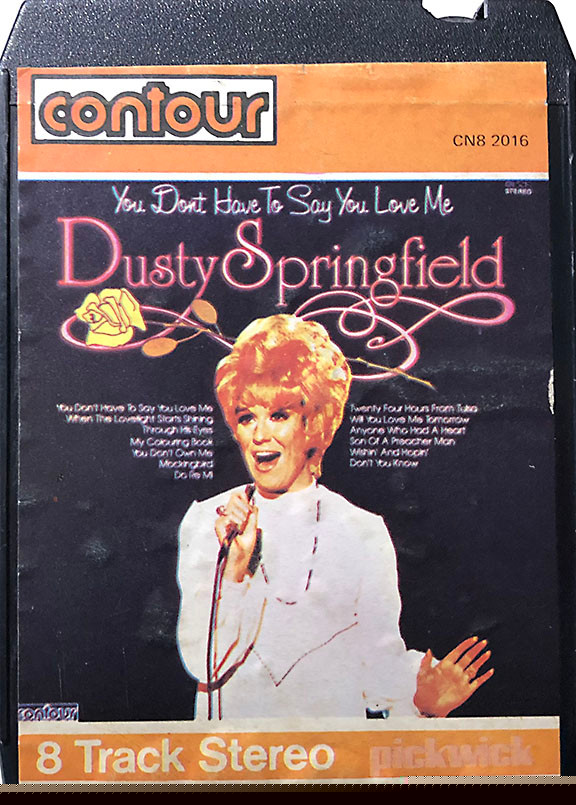 contour
CN8 2016
STEREO
You Dont Have To Say You Love Me
Dusty Springfield
You Don't Have To Say You Love Me
When The Lovelight Starts Shining
Through His Eyes
My Colouring Book
You Don't Own Me
Mockingbird
Do Re Mi
Twenty Four Hours From Tulsa
Will You Love Me Tomorrow
Anyone Who Had A Heart
Son Of A Preacher Man
Wishin' And Hopin'
Don't You Know
contour
8 Track Stereo
pickwick